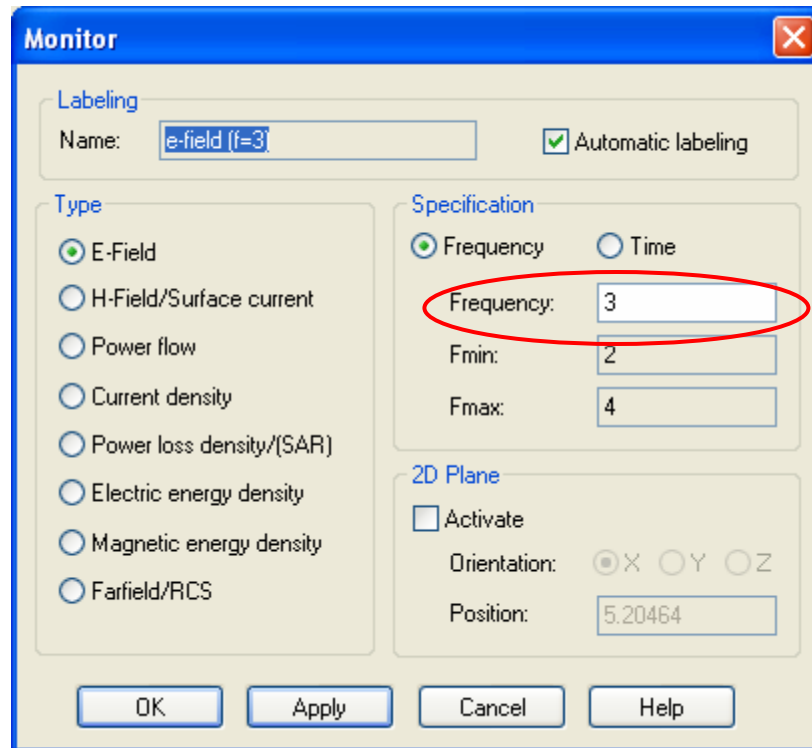 Monitor
Labeling
Name: e-field (f=3) Automatic labeling
Type
E-Field
H-Field/Surface current
Power flow
Current density
Power loss density/(SAR)
Electric energy density
Magnetic energy density
Farfield/RCS
Specification
Frequency Time
Frequency: 3
Fmin: 2
Fmax: 4
2D Plane
Activate
Orientation: X Y Z
Position: 5.20464
OK Apply Cancel Help